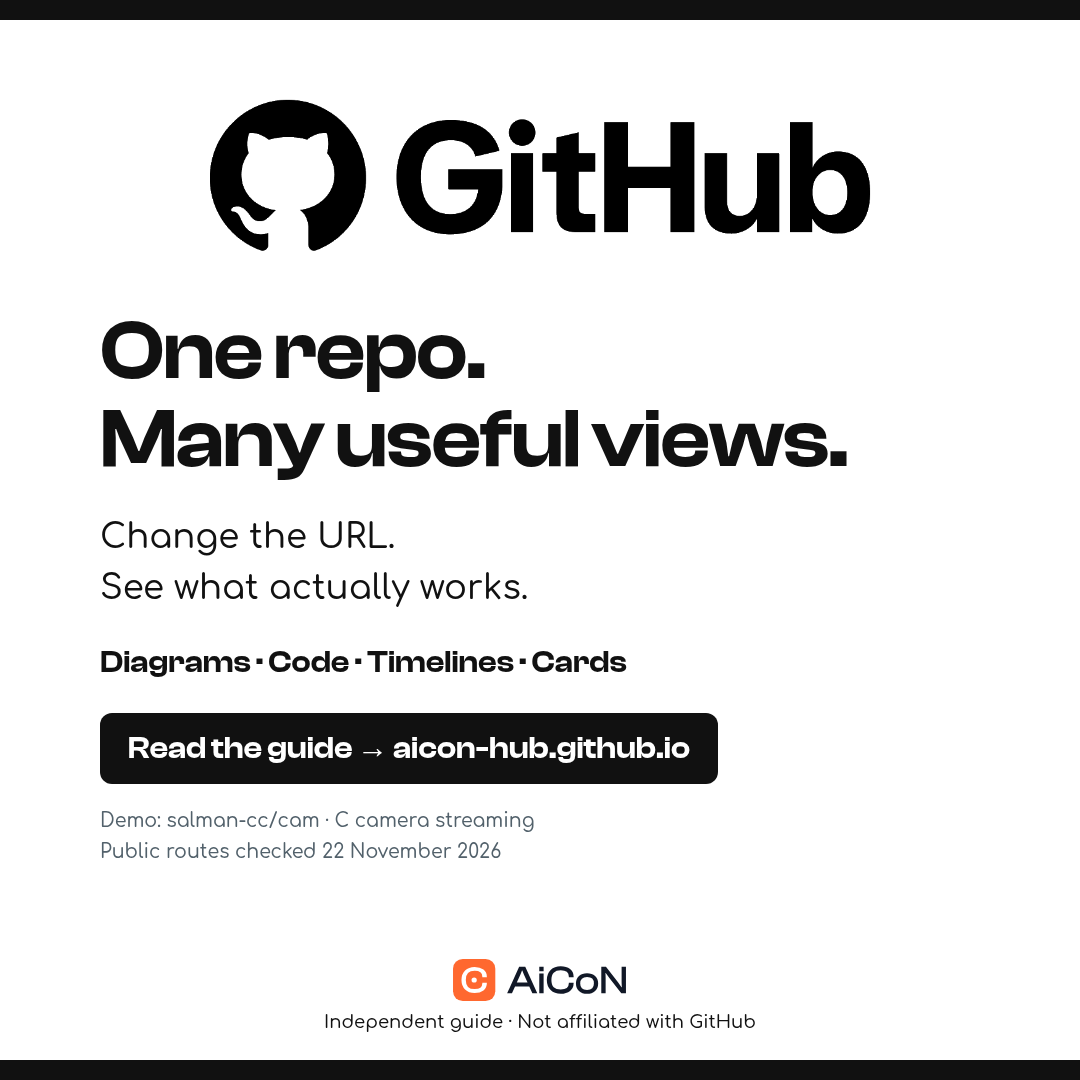 GitHub
One repo.
Many useful views.
Change the URL.
See what actually works.
Diagrams · Code · Timelines · Cards
Read the guide → aicon-hub.github.io
Demo: salman-cc/cam · C camera streaming
Public routes checked 22 November 2026
AiCoN
Independent guide · Not affiliated with GitHub